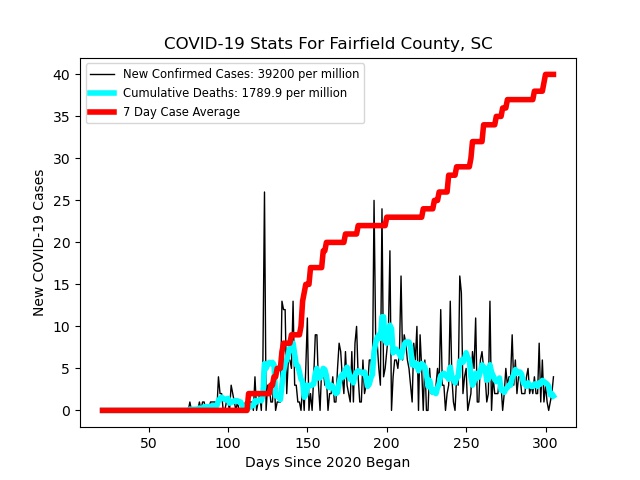 COVID-19 Stats For Fairfield County, SC
New Confirmed Cases: 39200 per million
Cumulative Deaths: 1789.9 per million
7 Day Case Average
New COVID-19 Cases
40
35
30
25
20
15
10
5
0
50 100 150 200 250 300
Days Since 2020 Began